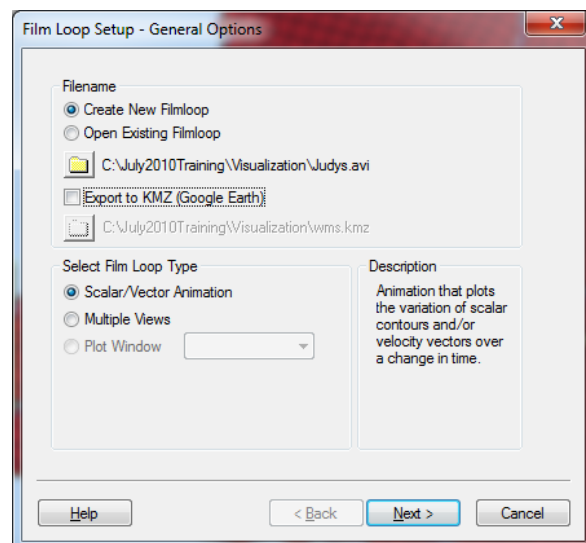 Film Loop Setup - General Options
Filename
Create New Filmloop
Open Existing Filmloop
C:\July2010Training\Visualization\Judys.avi
Export to KMZ (Google Earth)
C:\July2010Training\Visualization\wms.kmz
Select Film Loop Type
Scalar/Vector Animation
Multiple Views
Plot Window
Description
Animation that plots
the variation of scalar
contours and/or
velocity vectors over
a change in time.
Help
< Back
Next >
Cancel